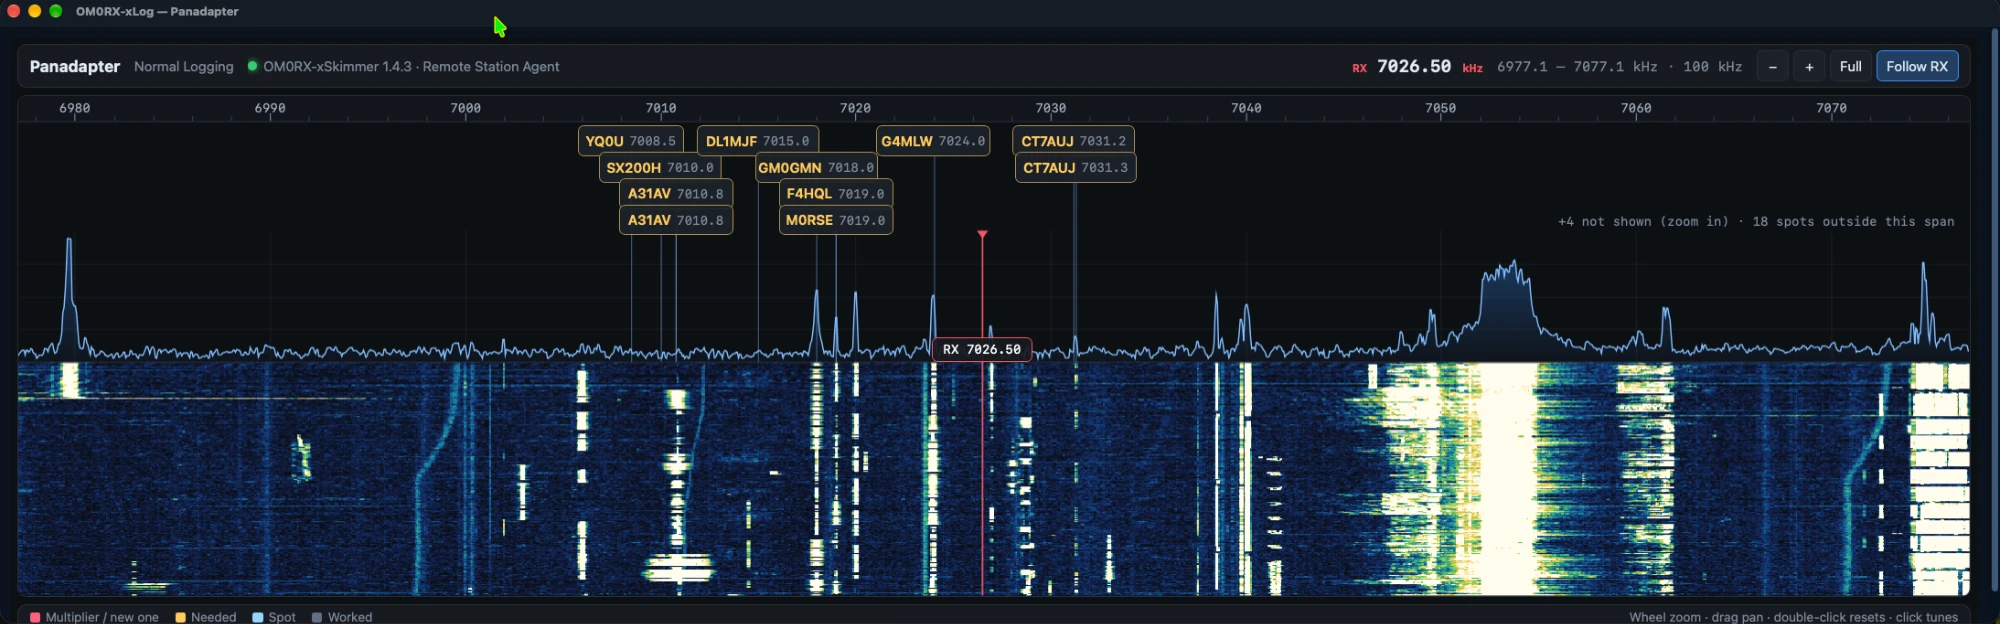 OM0RX-xLog — Panadapter
Panadapter Normal Logging OM0RX-xSkimmer 1.4.3 · Remote Station Agent RX 7026.50 kHz 6977.1 — 7077.1 kHz · 100 kHz − + Full Follow RX
6980 6990 7000 7010 7020 7030 7040 7050 7060 7070
YQ0U 7008.5 DL1MJF 7015.0 G4MLW 7024.0 CT7AUJ 7031.2
SX200H 7010.0 GM0GMN 7018.0 CT7AUJ 7031.3
A31AV 7010.8 F4HQL 7019.0
A31AV 7010.8 M0RSE 7019.0
+4 not shown (zoom in) · 18 spots outside this span
RX 7026.50
Multiplier / new one Needed Spot Worked Wheel zoom · drag pan · double-click resets · click tunes